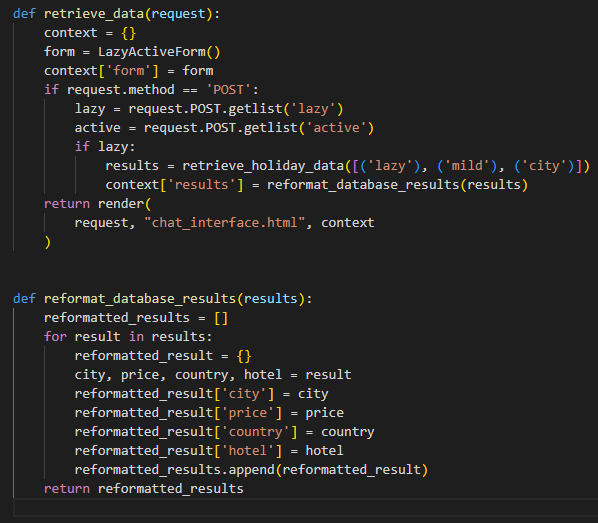 def retrieve_data(request):
    context = {}
    form = LazyActiveForm()
    context['form'] = form
    if request.method == 'POST':
        lazy = request.POST.getlist('lazy')
        active = request.POST.getlist('active')
        if lazy:
            results = retrieve_holiday_data([('lazy'), ('mild'), ('city')])
            context['results'] = reformat_database_results(results)
    return render(
        request, "chat_interface.html", context
    )
def reformat_database_results(results):
    reformatted_results = []
    for result in results:
        reformatted_result = {}
        city, price, country, hotel = result
        reformatted_result['city'] = city
        reformatted_result['price'] = price
        reformatted_result['country'] = country
        reformatted_result['hotel'] = hotel
        reformatted_results.append(reformatted_result)
    return reformatted_results